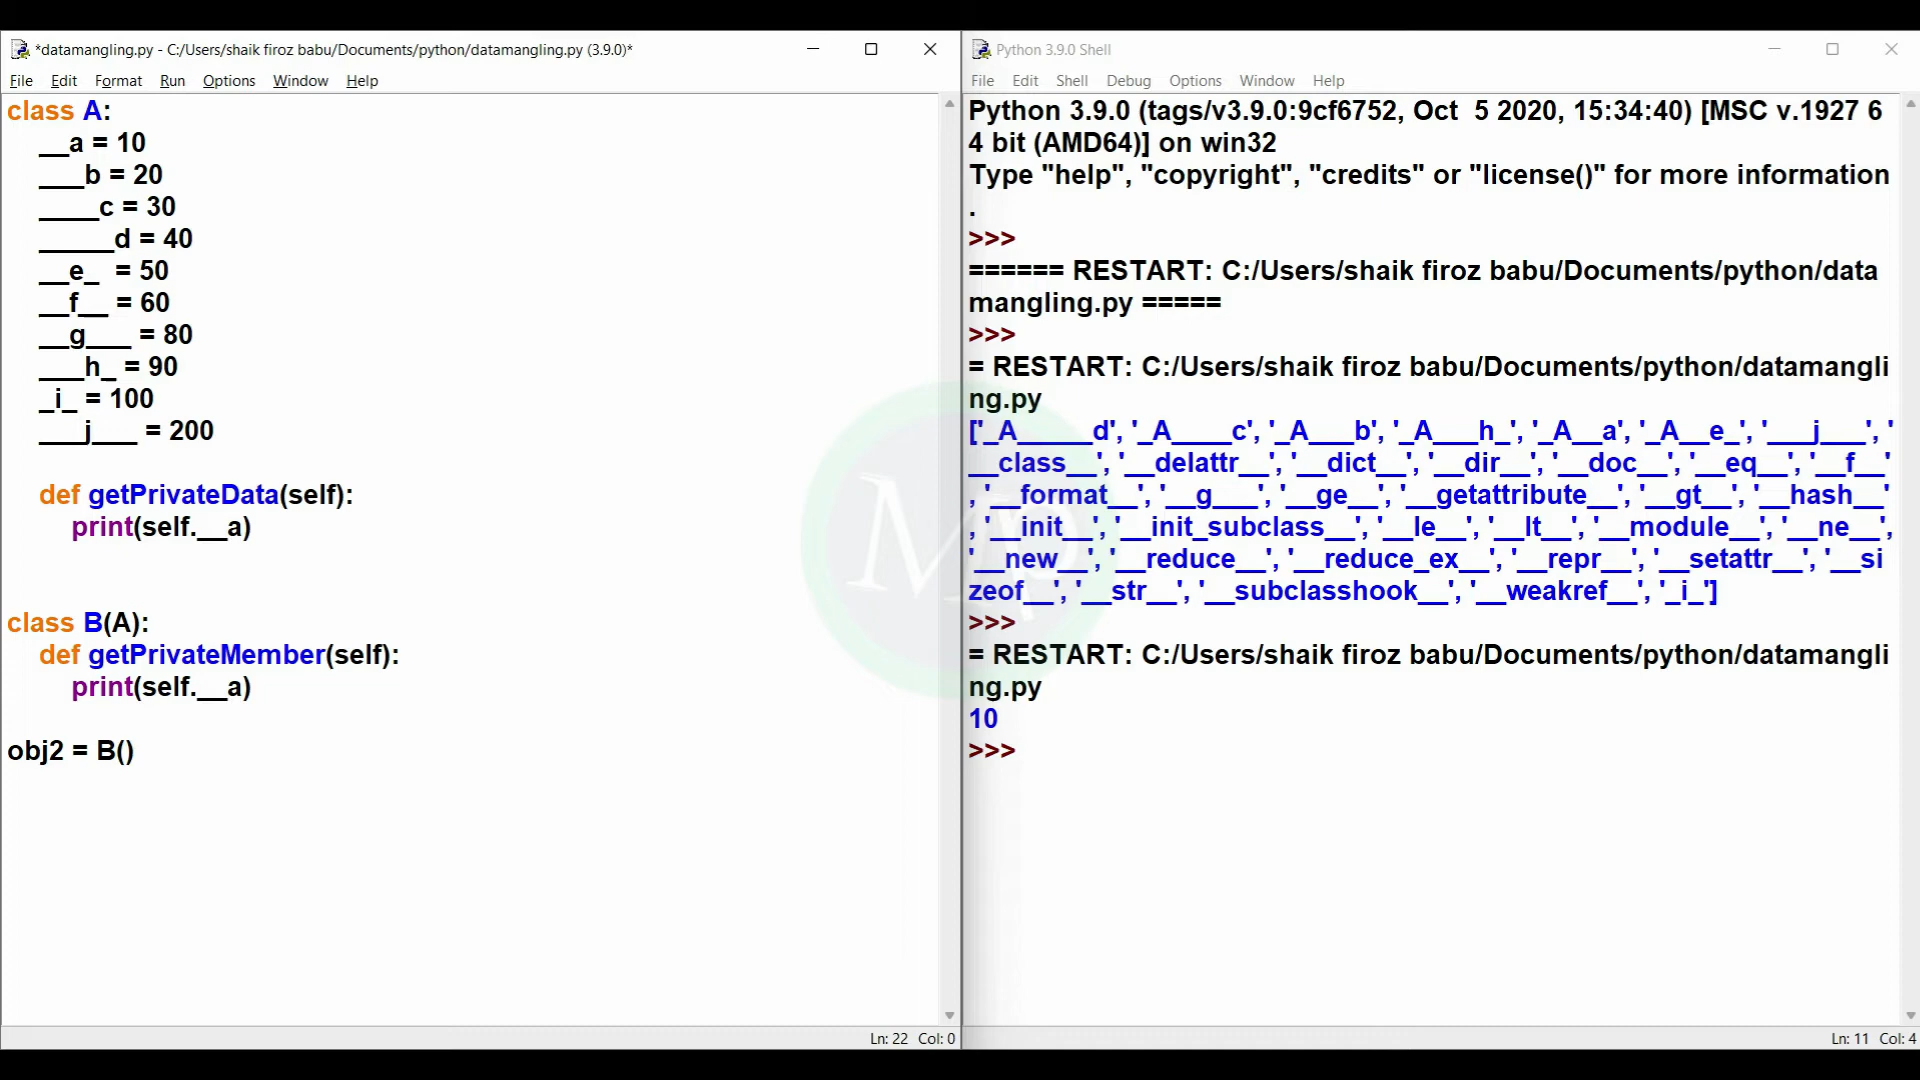 *datamangling.py - C:/Users/shaik firoz babu/Documents/python/datamangling.py (3.9.0)*
File Edit Format Run Options Window Help
class A:
    __a = 10
    ___b = 20
    ____c = 30
    _____d = 40
    __e_  = 50
    __f__ = 60
    __g___ = 80
    ___h_ = 90
    _i_ = 100
    ___j___ = 200
    def getPrivateData(self):
        print(self.__a)
class B(A):
    def getPrivateMember(self):
        print(self.__a)
obj2 = B()
Ln: 22 Col: 0
Python 3.9.0 Shell
File Edit Shell Debug Options Window Help
Python 3.9.0 (tags/v3.9.0:9cf6752, Oct  5 2020, 15:34:40) [MSC v.1927 6
4 bit (AMD64)] on win32
Type "help", "copyright", "credits" or "license()" for more information
.
>>>
====== RESTART: C:/Users/shaik firoz babu/Documents/python/data
mangling.py =====
>>>
= RESTART: C:/Users/shaik firoz babu/Documents/python/datamangli
ng.py
['_A_____d', '_A____c', '_A___b', '_A___h_', '_A__a', '_A__e_', '___j___', '
__class__', '__delattr__', '__dict__', '__dir__', '__doc__', '__eq__', '__f__'
, '__format__', '__g___', '__ge__', '__getattribute__', '__gt__', '__hash__'
, '__init__', '__init_subclass__', '__le__', '__lt__', '__module__', '__ne__',
'__new__', '__reduce__', '__reduce_ex__', '__repr__', '__setattr__', '__si
zeof__', '__str__', '__subclasshook__', '__weakref__', '_i_']
>>>
= RESTART: C:/Users/shaik firoz babu/Documents/python/datamangli
ng.py
10
>>>
Ln: 11 Col: 4
Mp